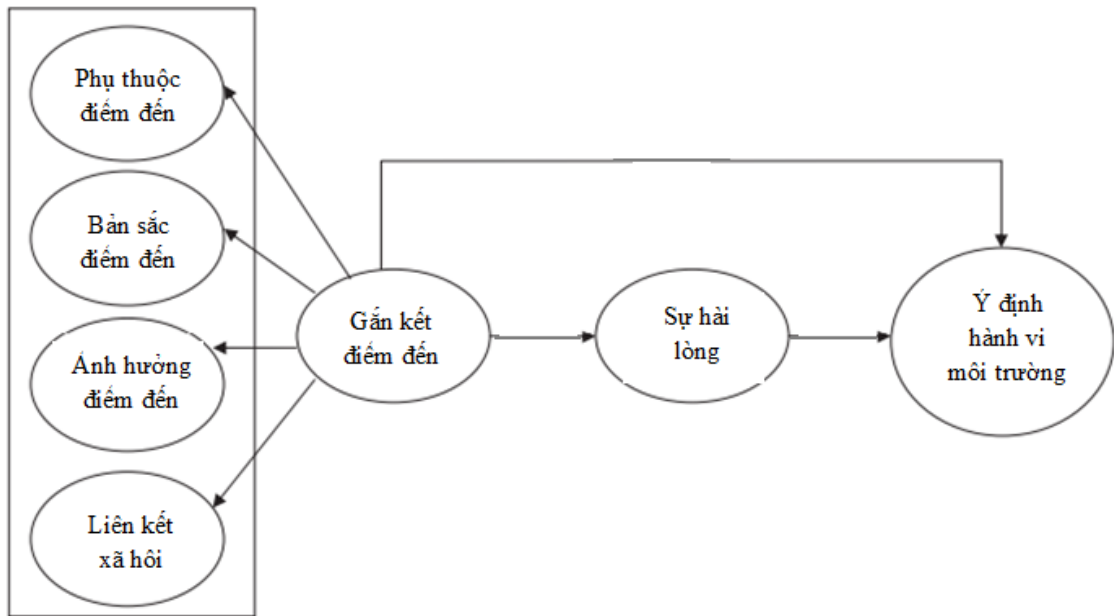 Phụ thuộc
điểm đến
Bản sắc
điểm đến
Ảnh hưởng
điểm đến
Liên kết
xã hôi
Gắn kết
điểm đến
Sự hài
lòng
Ý định
hành vi
môi trường